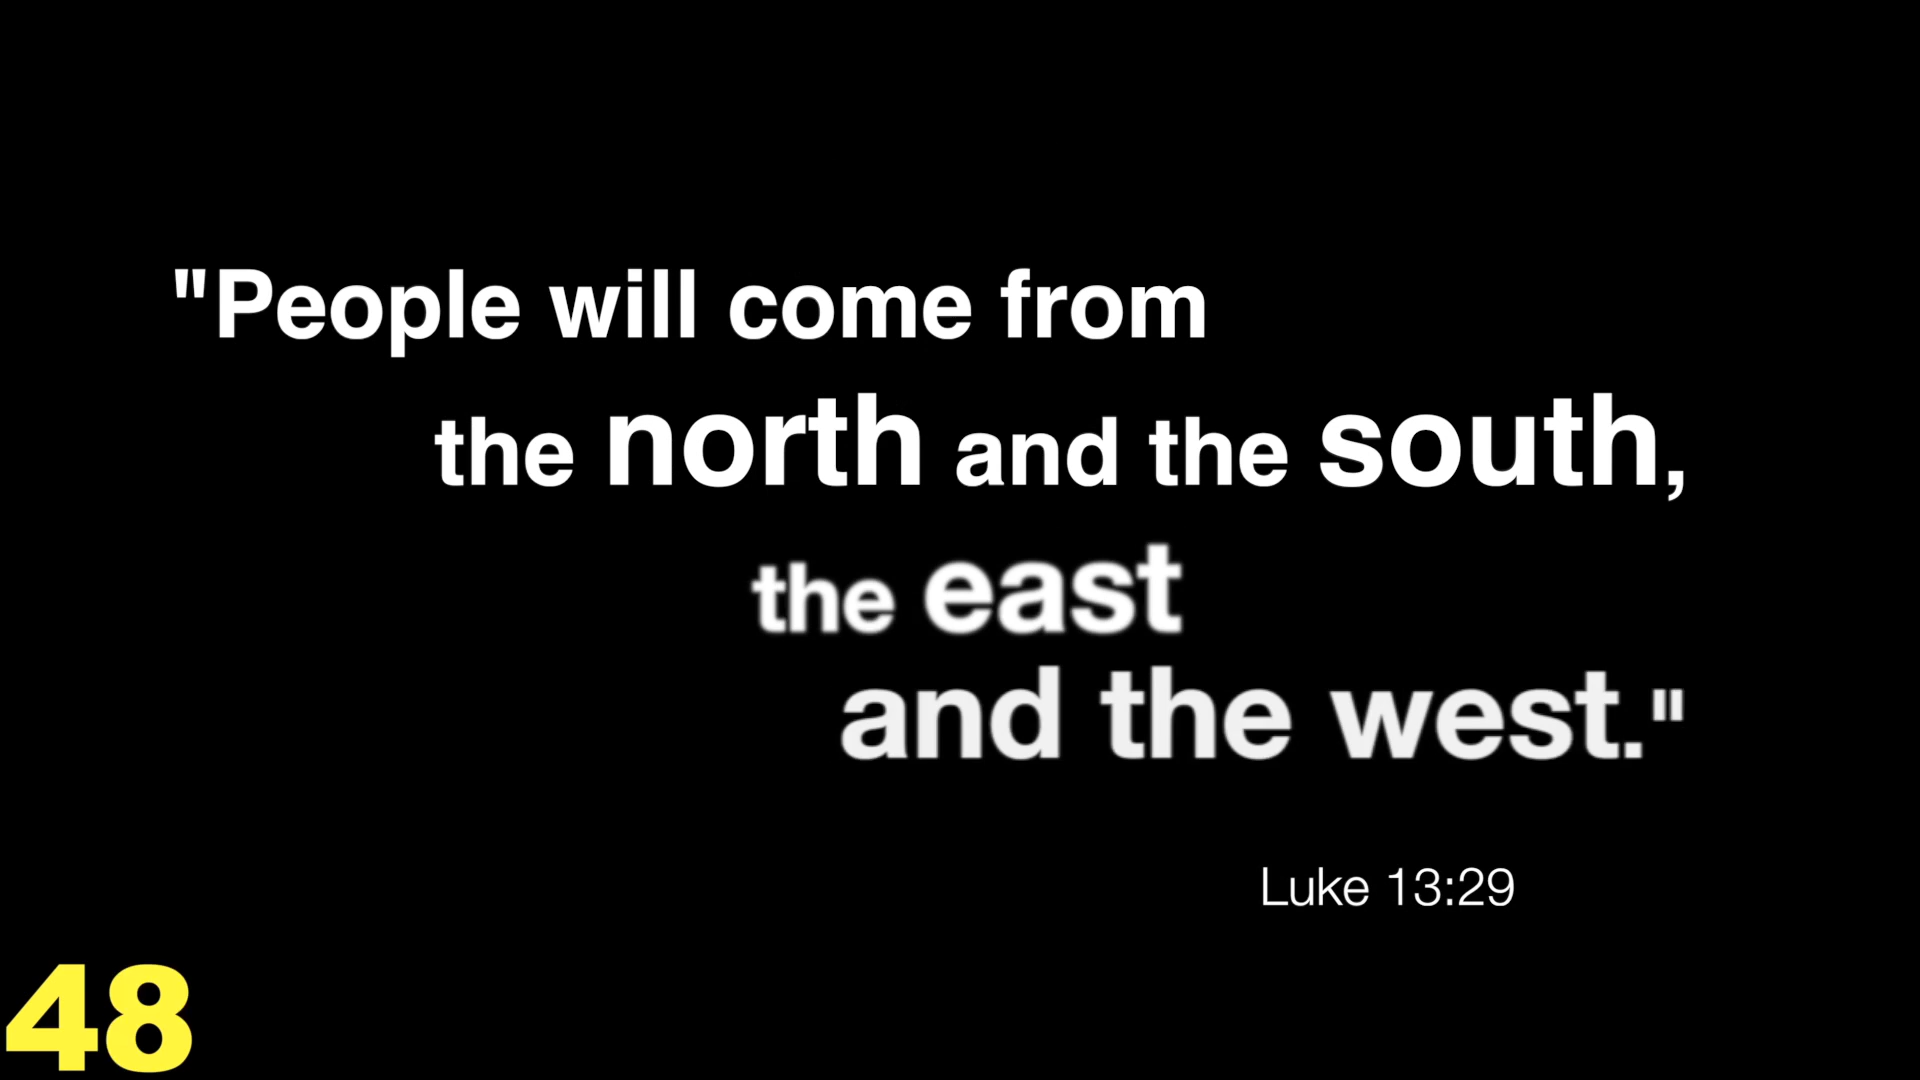 "People will come from
the north and the south,
the east
and the west."
Luke 13:29
48